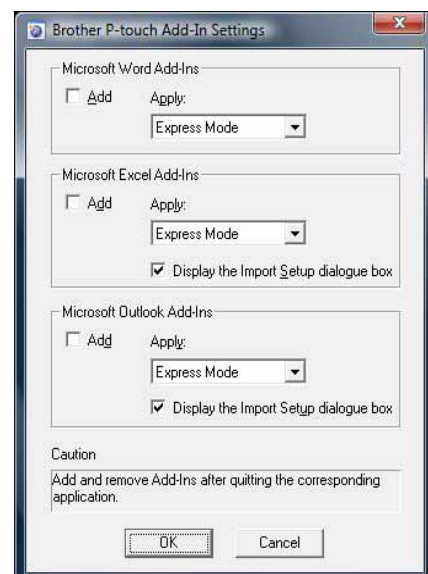 Brother P-touch Add-In Settings
Microsoft Word Add-Ins
Add Apply:
Express Mode
Microsoft Excel Add-Ins
Add Apply:
Express Mode
Display the Import Setup dialogue box
Microsoft Outlook Add-Ins
Add Apply:
Express Mode
Display the Import Setup dialogue box
Caution
Add and remove Add-Ins after quitting the corresponding
application.
OK Cancel